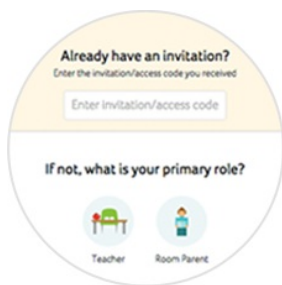 Already have an invitation?
Enter the invitation/access code you received
Enter invitation/access code
If not, what is your primary role?
Teacher Room Parent